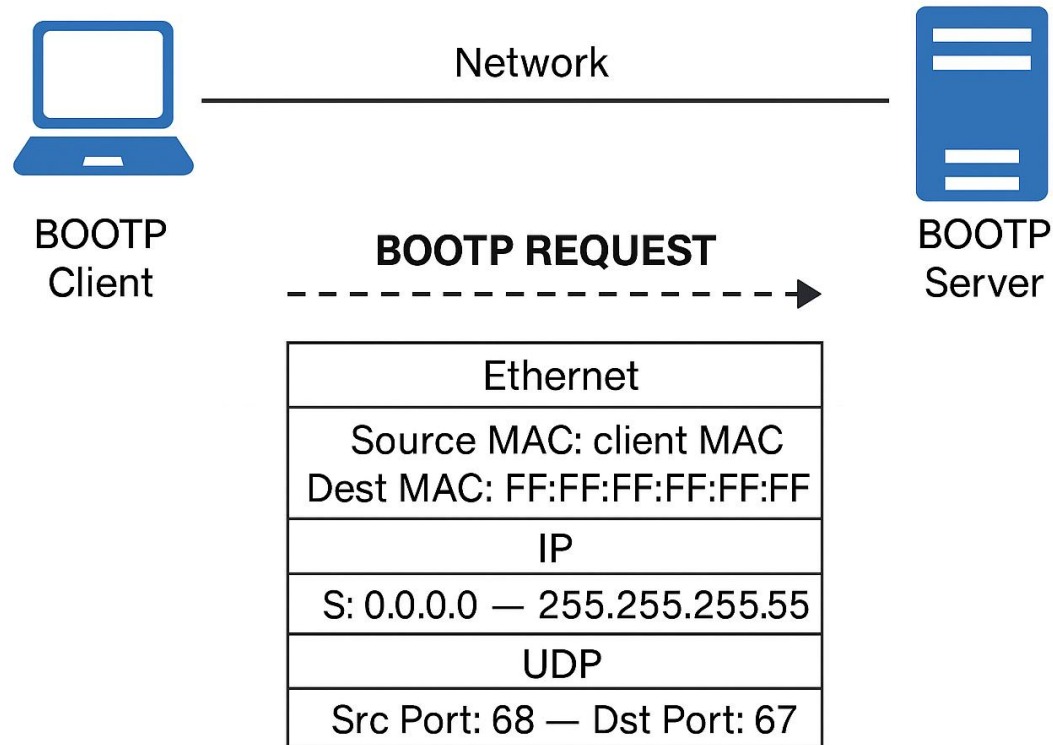 Network
BOOTP
Client
BOOTP
Server
BOOTP REQUEST
Ethernet
Source MAC: client MAC
Dest MAC: FF:FF:FF:FF:FF:FF
IP
S: 0.0.0.0 — 255.255.255.55
UDP
Src Port: 68 — Dst Port: 67